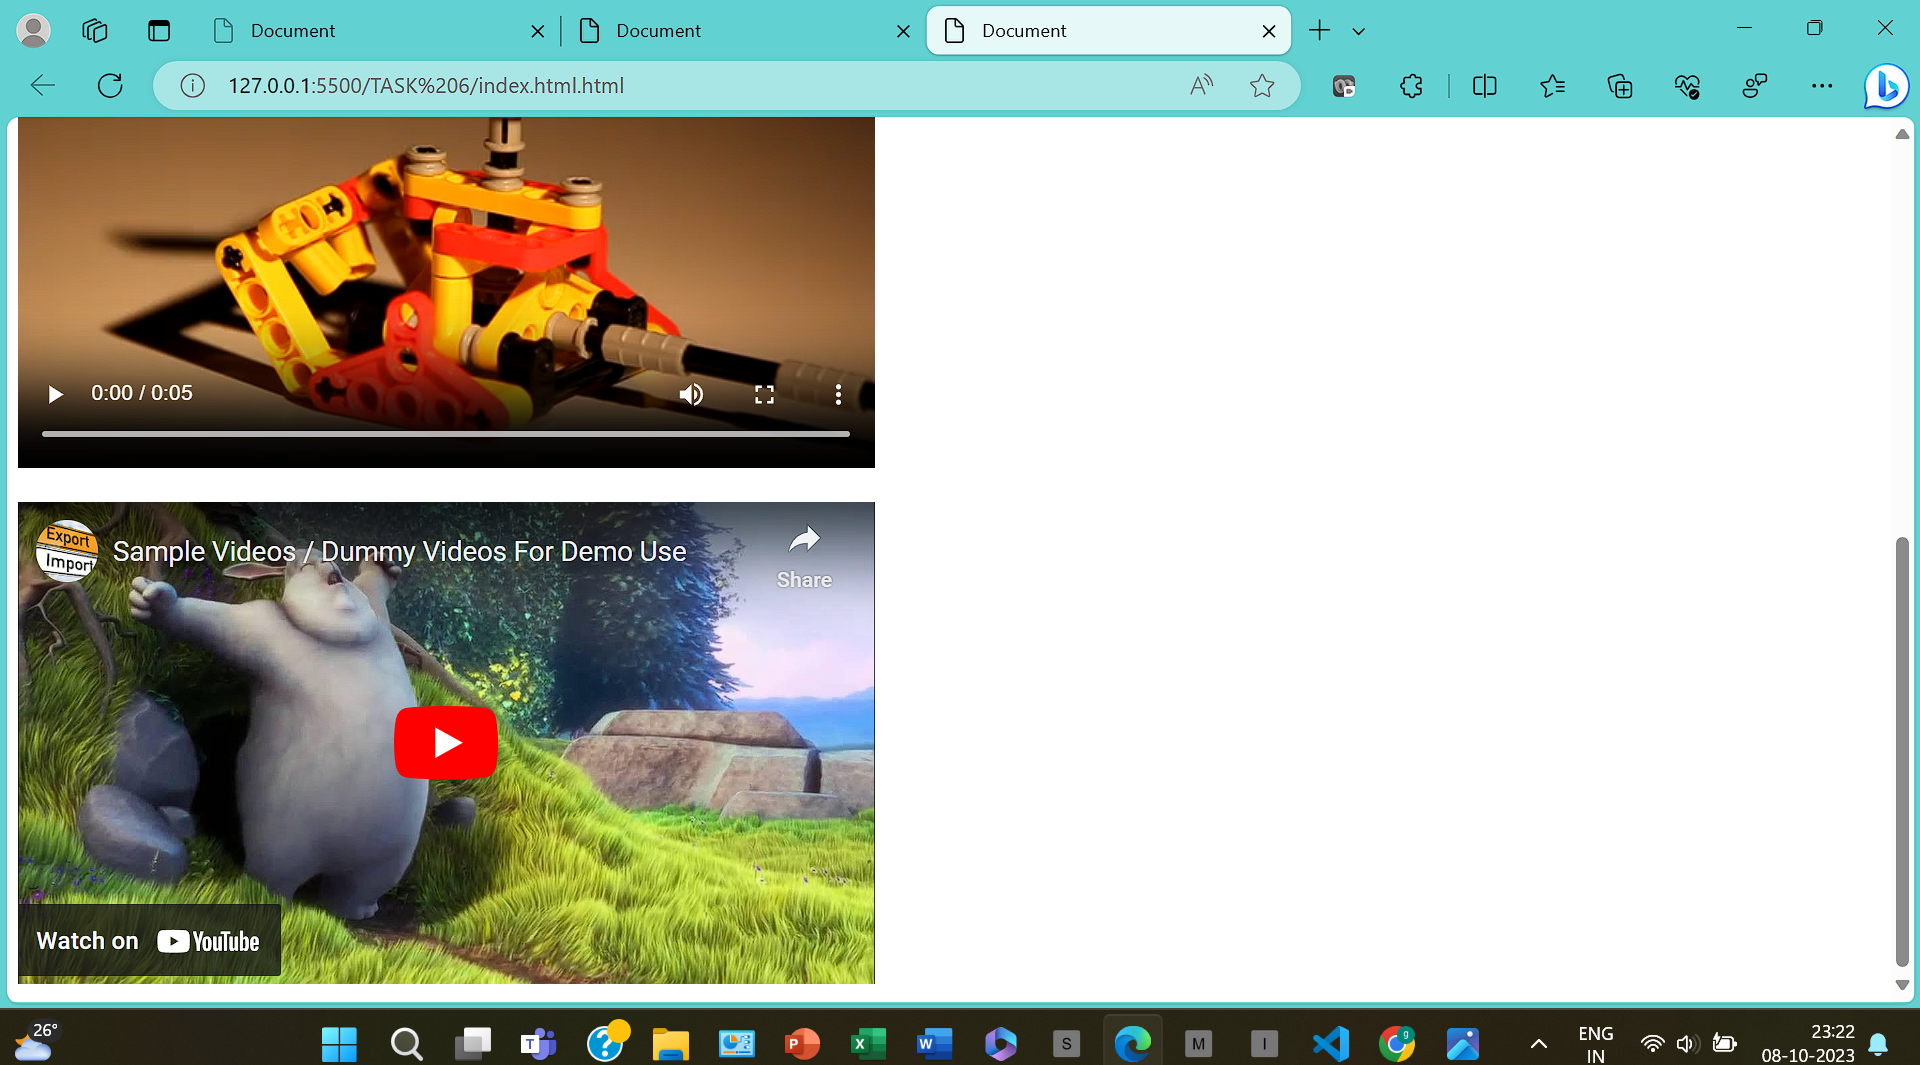 Document
Document
Document
127.0.0.1:5500/TASK%206/index.html.html
0:00 / 0:05
Export
Import
Sample Videos / Dummy Videos For Demo Use
Share
Watch on YouTube
26°
T
P
X
W
S
M
I
g
ENG
IN
23:22
08-10-2023